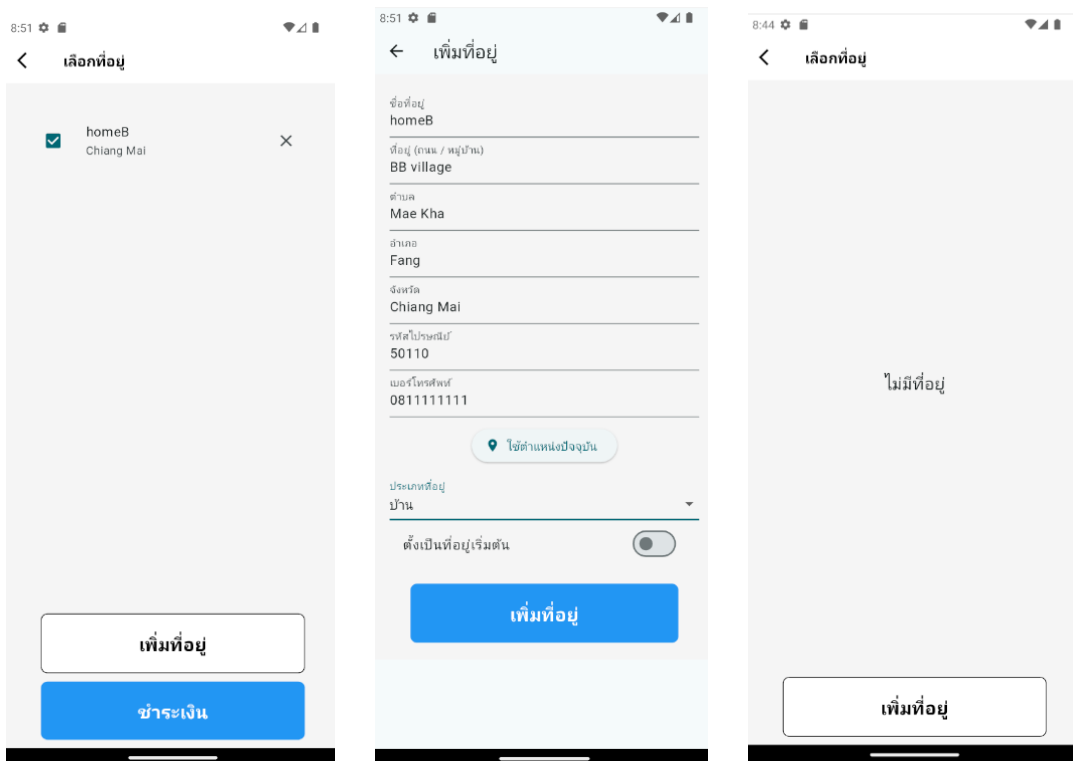 8:51
เลือกที่อยู่
homeB
Chiang Mai
เพิ่มที่อยู่
ชำระเงิน
8:51
เพิ่มที่อยู่
ชื่อที่อยู่
homeB
ที่อยู่ (ถนน / หมู่บ้าน)
BB village
ตำบล
Mae Kha
อำเภอ
Fang
จังหวัด
Chiang Mai
รหัสไปรษณีย์
50110
เบอร์โทรศัพท์
0811111111
ใช้ตำแหน่งปัจจุบัน
ประเภทที่อยู่
บ้าน
ตั้งเป็นที่อยู่เริ่มต้น
เพิ่มที่อยู่
8:44
เลือกที่อยู่
ไม่มีที่อยู่
เพิ่มที่อยู่